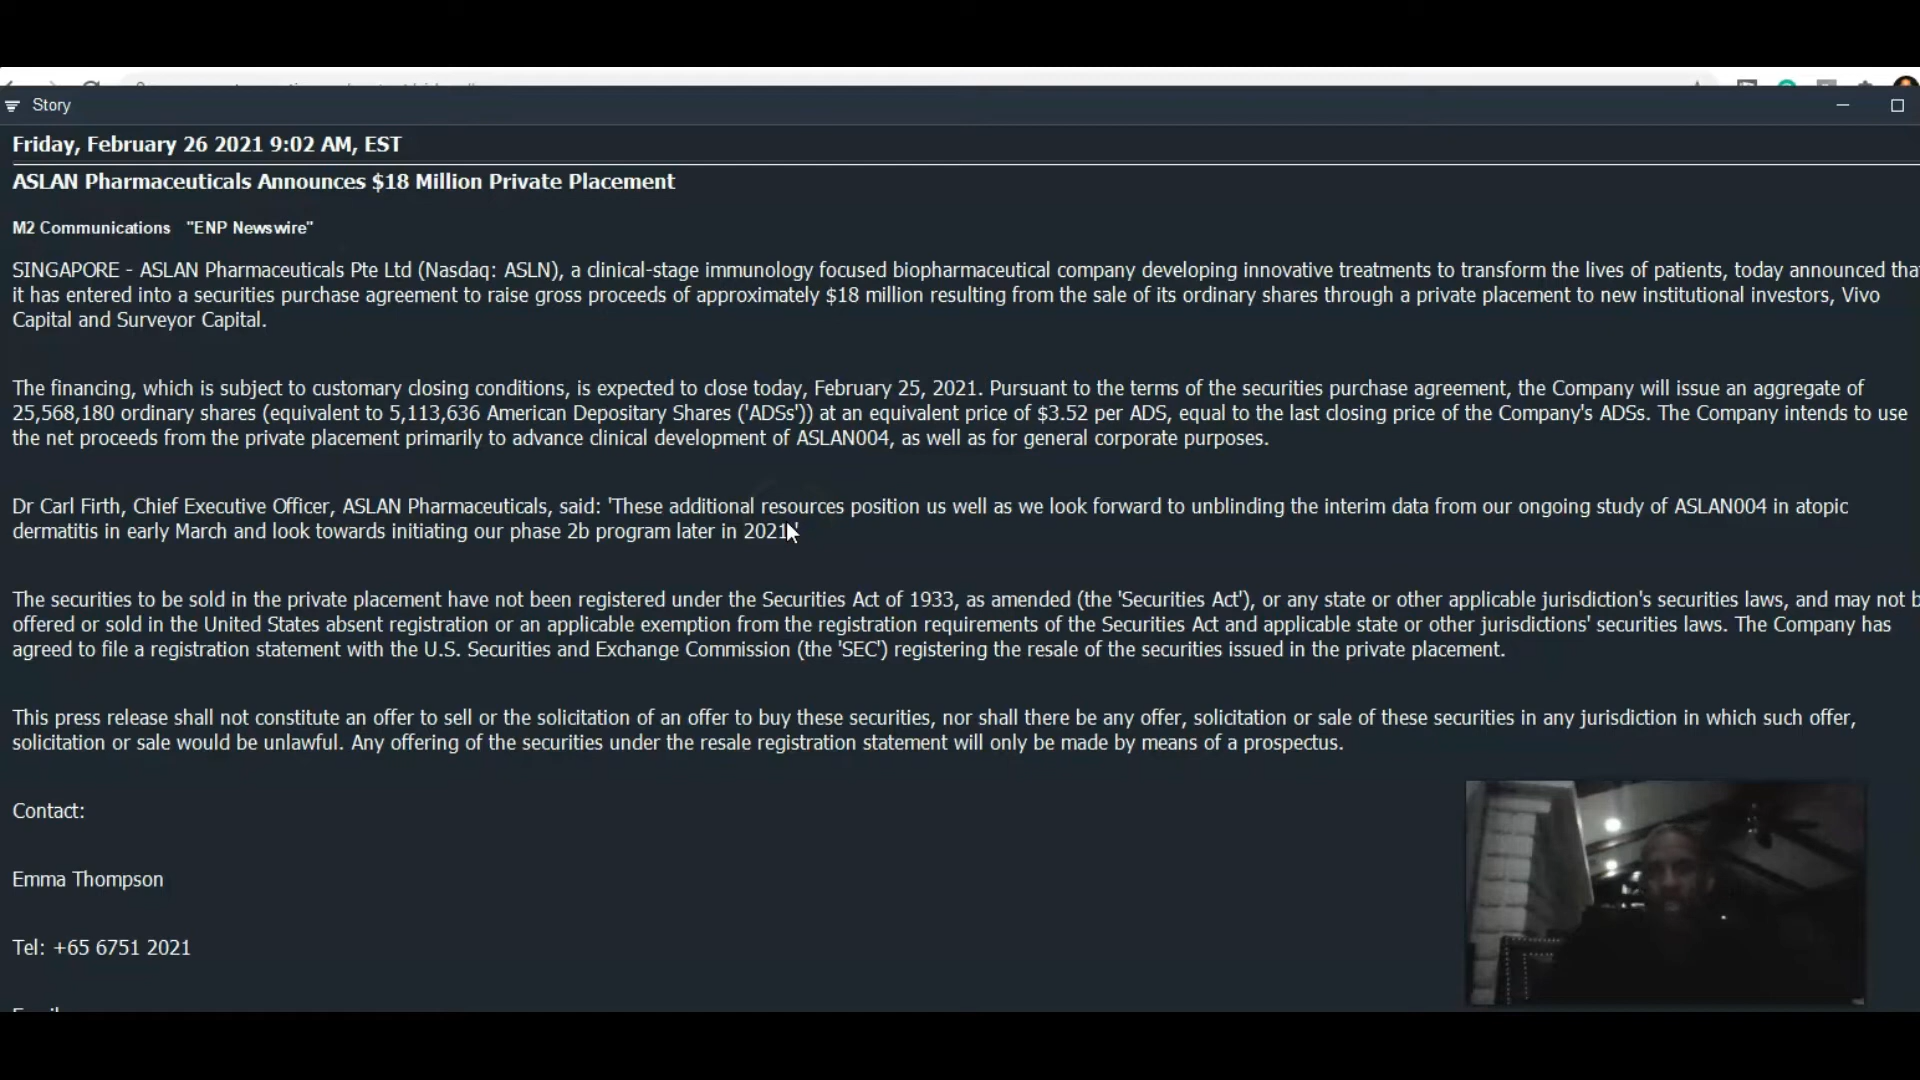 Story
Friday, February 26 2021 9:02 AM, EST
ASLAN Pharmaceuticals Announces $18 Million Private Placement
M2 Communications "ENP Newswire"
SINGAPORE - ASLAN Pharmaceuticals Pte Ltd (Nasdaq: ASLN), a clinical-stage immunology focused biopharmaceutical company developing innovative treatments to transform the lives of patients, today announced
it has entered into a securities purchase agreement to raise gross proceeds of approximately $18 million resulting from the sale of its ordinary shares through a private placement to new institutional investors, Vivo
Capital and Surveyor Capital.
The financing, which is subject to customary closing conditions, is expected to close today, February 25, 2021. Pursuant to the terms of the securities purchase agreement, the Company will issue an aggregate of
25,568,180 ordinary shares (equivalent to 5,113,636 American Depositary Shares ('ADSs')) at an equivalent price of $3.52 per ADS, equal to the last closing price of the Company's ADSs. The Company intends to use
the net proceeds from the private placement primarily to advance clinical development of ASLAN004, as well as for general corporate purposes.
Dr Carl Firth, Chief Executive Officer, ASLAN Pharmaceuticals, said: 'These additional resources position us well as we look forward to unblinding the interim data from our ongoing study of ASLAN004 in atopic
dermatitis in early March and look towards initiating our phase 2b program later in 2021.'
The securities to be sold in the private placement have not been registered under the Securities Act of 1933, as amended (the 'Securities Act'), or any state or other applicable jurisdiction's securities laws, and may not
offered or sold in the United States absent registration or an applicable exemption from the registration requirements of the Securities Act and applicable state or other jurisdictions' securities laws. The Company has
agreed to file a registration statement with the U.S. Securities and Exchange Commission (the 'SEC') registering the resale of the securities issued in the private placement.
This press release shall not constitute an offer to sell or the solicitation of an offer to buy these securities, nor shall there be any offer, solicitation or sale of these securities in any jurisdiction in which such offer,
solicitation or sale would be unlawful. Any offering of the securities under the resale registration statement will only be made by means of a prospectus.
Contact:
Emma Thompson
Tel: +65 6751 2021